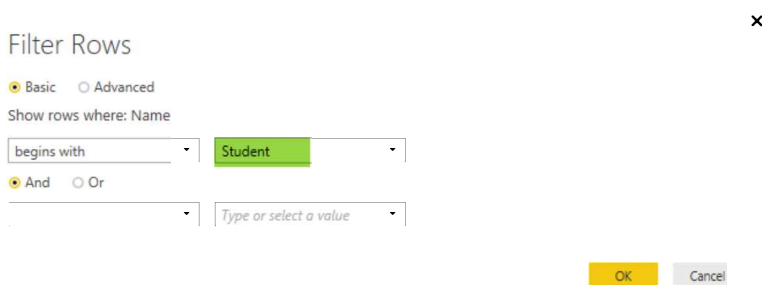 Filter Rows
Basic Advanced
Show rows where: Name
begins with Student
And Or
Type or select a value
OK Cancel